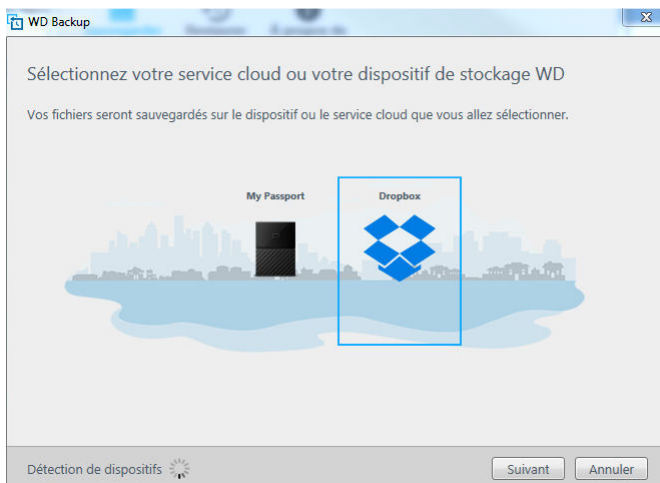 WD Backup
Sélectionnez votre service cloud ou votre dispositif de stockage WD
Vos fichiers seront sauvegardés sur le dispositif ou le service cloud que vous allez sélectionner.
My Passport
Dropbox
Détection de dispositifs
Suivant
Annuler